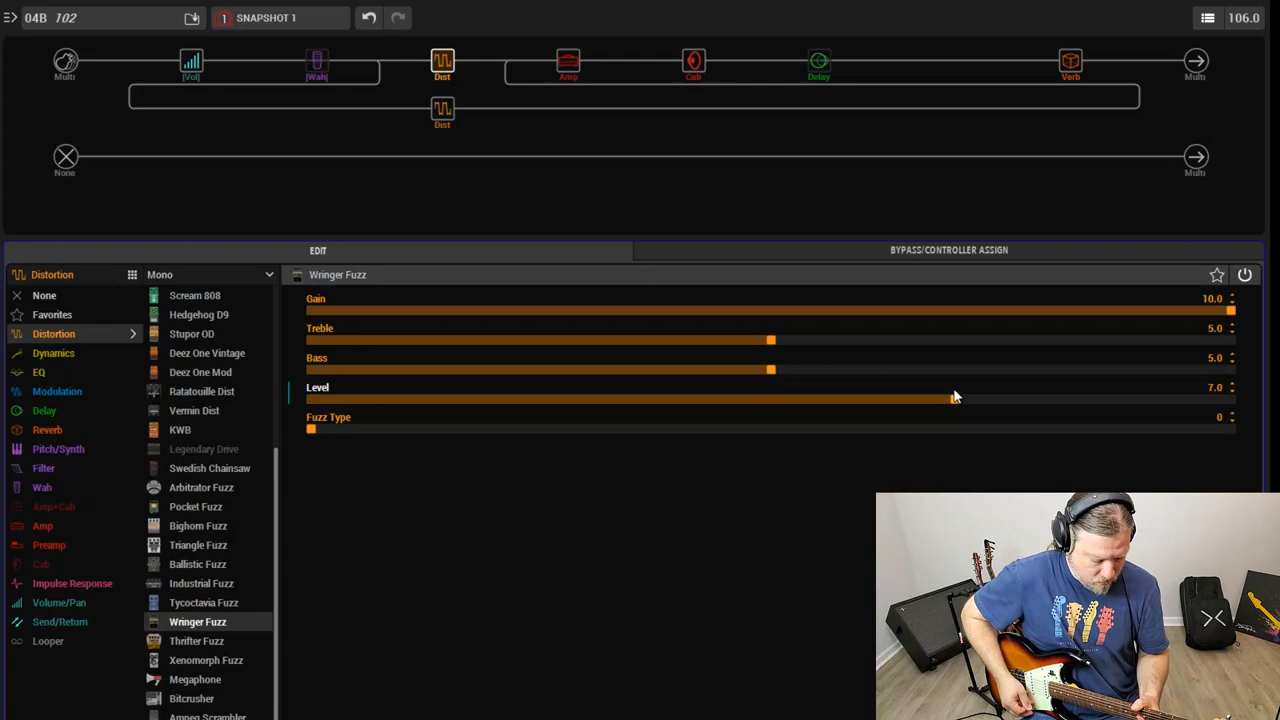 04B 102
1 SNAPSHOT 1
106.0
Multi
[Vol]
[Wah]
Dist
Amp
Cab
Delay
Verb
Multi
Dist
None
Multi
EDIT
BYPASS/CONTROLLER ASSIGN
Distortion
Mono
Wringer Fuzz
None
Favorites
Distortion
Dynamics
EQ
Modulation
Delay
Reverb
Pitch/Synth
Filter
Wah
Amp+Cab
Amp
Preamp
Cab
Impulse Response
Volume/Pan
Send/Return
Looper
Scream 808
Hedgehog D9
Stupor OD
Deez One Vintage
Deez One Mod
Ratatouille Dist
Vermin Dist
KWB
Legendary Drive
Swedish Chainsaw
Arbitrator Fuzz
Pocket Fuzz
Bighorn Fuzz
Triangle Fuzz
Ballistic Fuzz
Industrial Fuzz
Tycoctavia Fuzz
Wringer Fuzz
Thrifter Fuzz
Xenomorph Fuzz
Megaphone
Bitcrusher
Ampeg Scrambler
Gain 10.0
Treble 5.0
Bass 5.0
Level 7.0
Fuzz Type 0